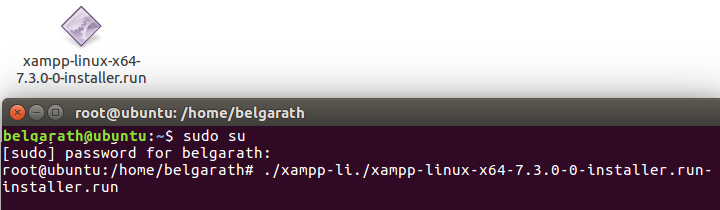 xampp-linux-x64-
7.3.0-0-installer.run
root@ubuntu: /home/belgarath
belgarath@ubuntu:~$ sudo su
[sudo] password for belgarath:
root@ubuntu:/home/belgarath# ./xampp-li./xampp-linux-x64-7.3.0-0-installer.run-
installer.run